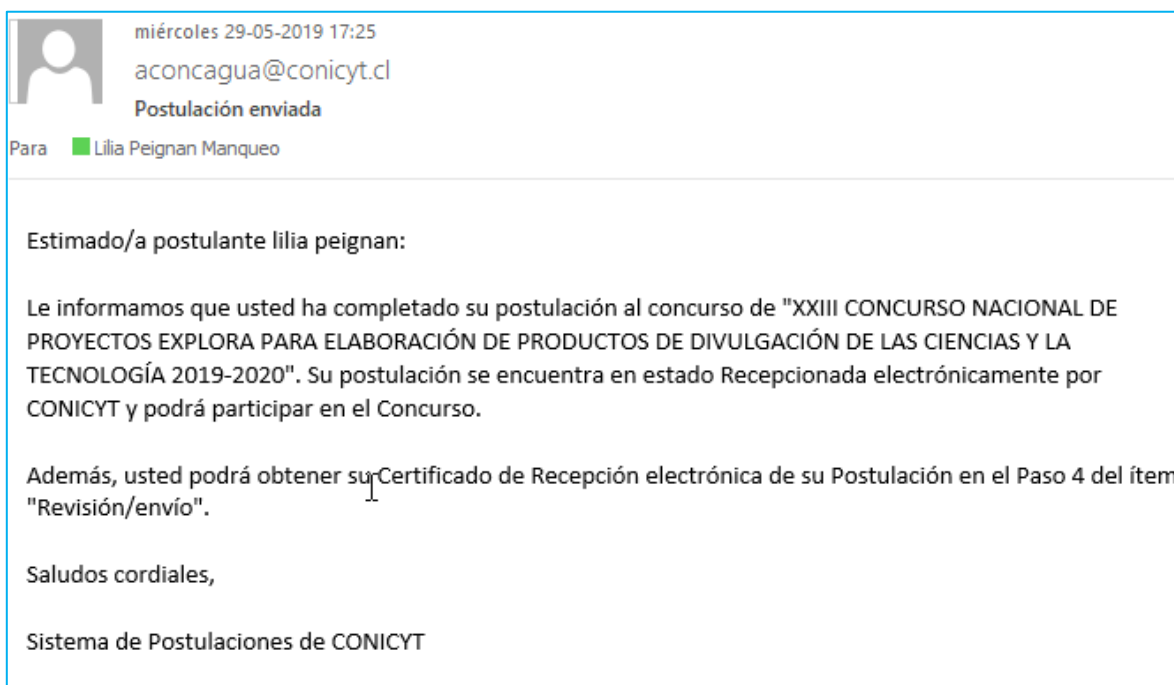 miércoles 29-05-2019 17:25
aconcagua@conicyt.cl
Postulación enviada
Para Lilia Peignan Manqueo
Estimado/a postulante lilia peignan:
Le informamos que usted ha completado su postulación al concurso de "XXIII CONCURSO NACIONAL DE
PROYECTOS EXPLORA PARA ELABORACIÓN DE PRODUCTOS DE DIVULGACIÓN DE LAS CIENCIAS Y LA
TECNOLOGÍA 2019-2020". Su postulación se encuentra en estado Recepcionada electrónicamente por
CONICYT y podrá participar en el Concurso.
Además, usted podrá obtener su Certificado de Recepción electrónica de su Postulación en el Paso 4 del ítem
"Revisión/envío".
Saludos cordiales,
Sistema de Postulaciones de CONICYT